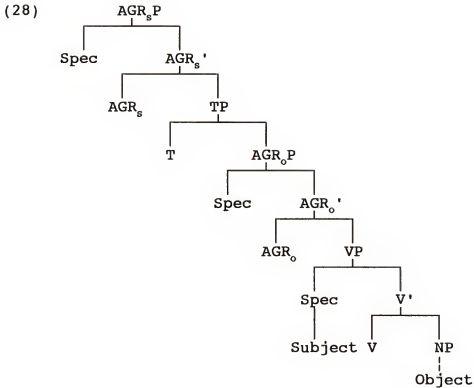 (28) AGRsP
Spec AGRs'
AGRs TP
T AGRoP
Spec AGRo'
AGRo VP
Spec V'
Subject V NP
Object